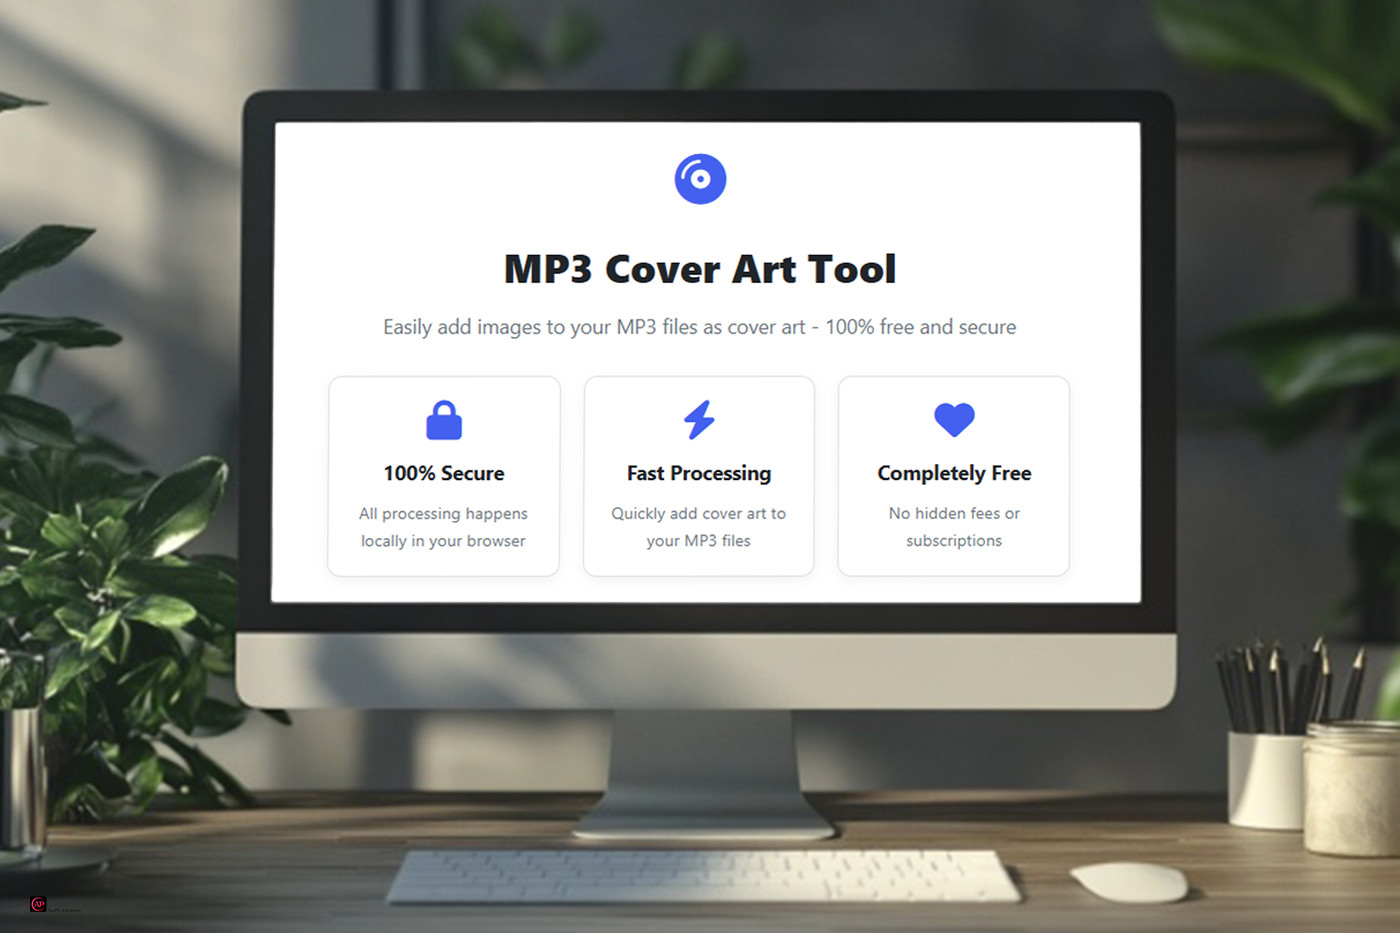 MP3 Cover Art Tool
Easily add images to your MP3 files as cover art - 100% free and secure
100% Secure
All processing happens
locally in your browser
Fast Processing
Quickly add cover art to
your MP3 files
Completely Free
No hidden fees or
subscriptions
AP